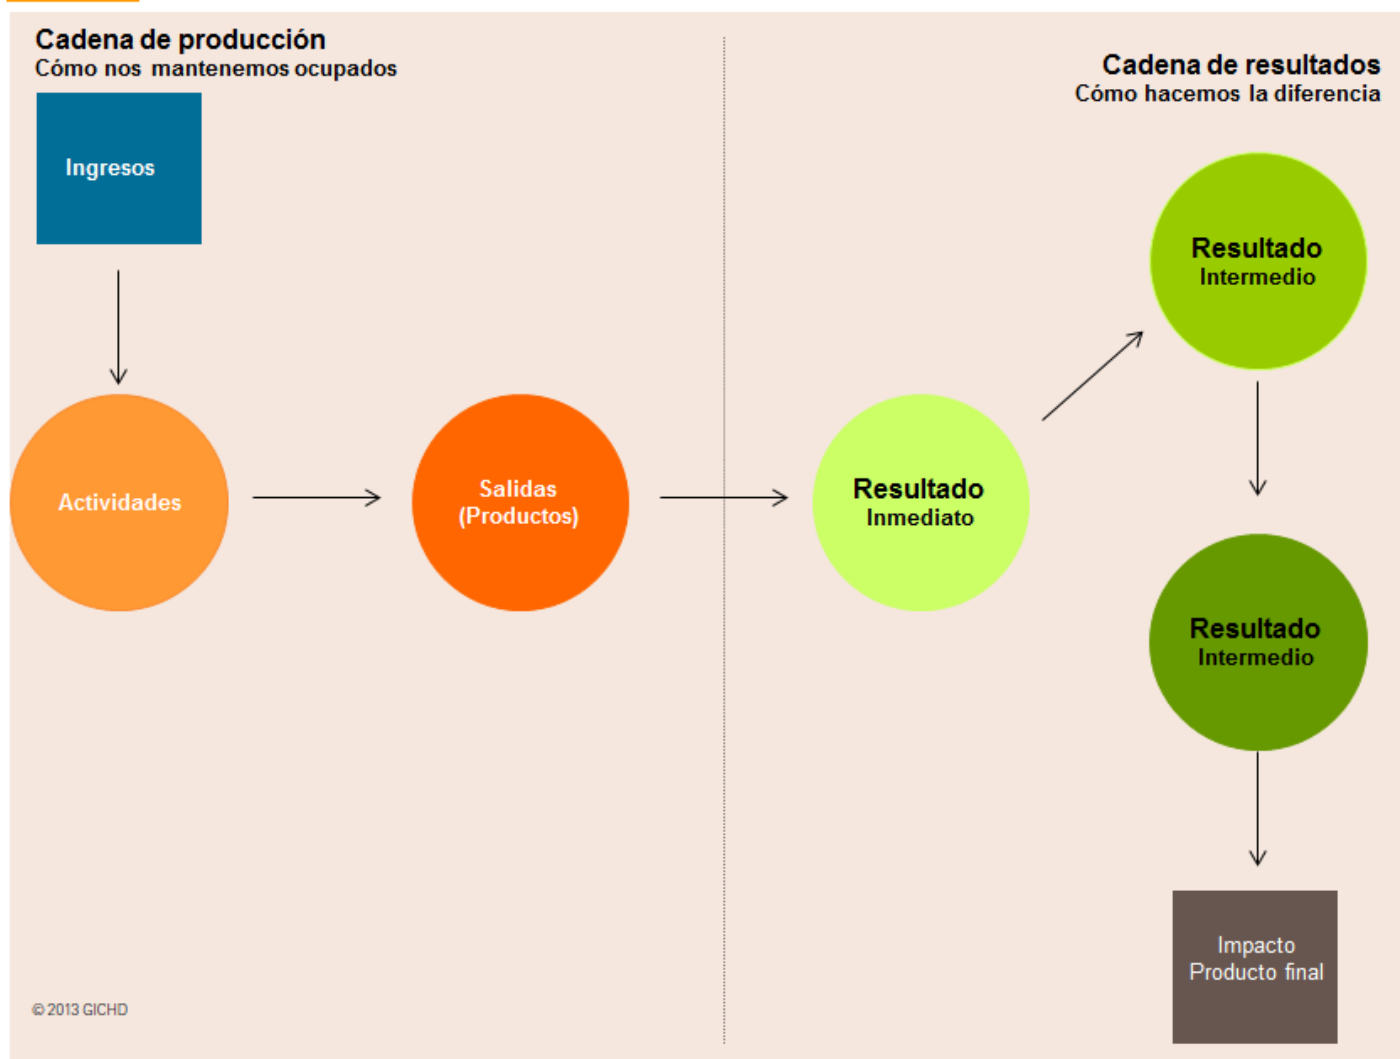 Cadena de producción
Cómo nos mantenemos ocupados
Cadena de resultados
Cómo hacemos la diferencia
Ingresos
Resultado
Intermedio
Actividades
Salidas
(Productos)
Resultado
Inmediato
Resultado
Intermedio
Impacto
Producto final
© 2013 GICHD